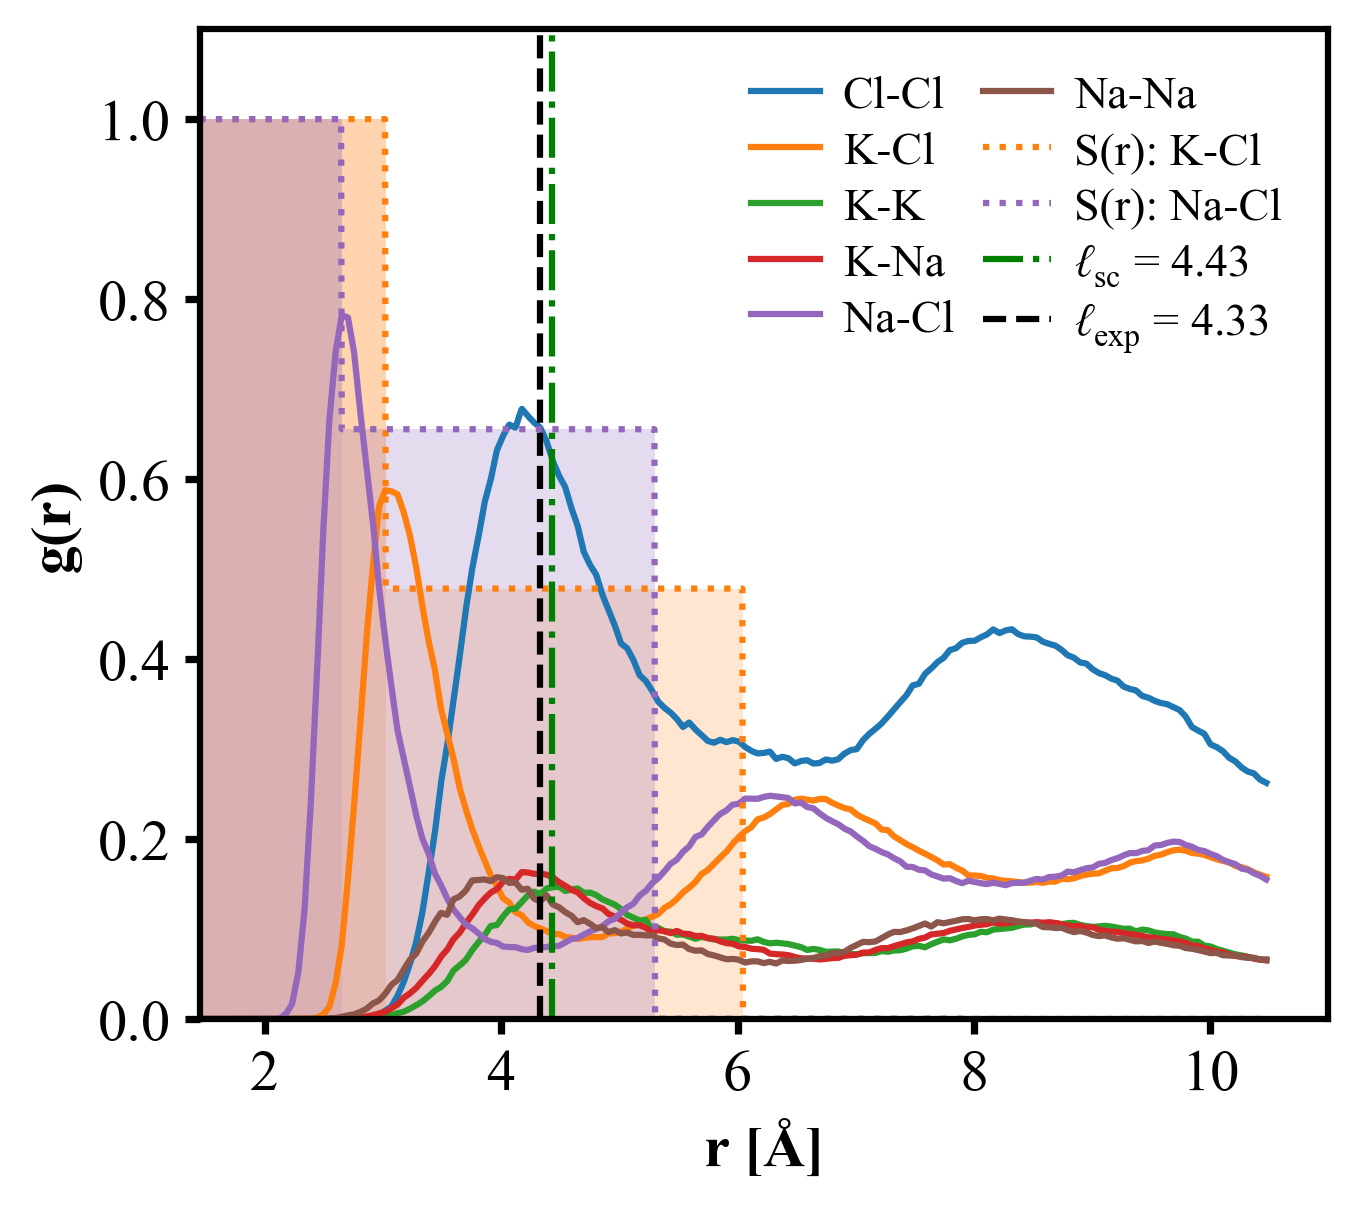 g(r)
1.0
0.8
0.6
0.4
0.2
0.0
2 4 6 8 10
r [Å]
Cl-Cl
K-Cl
K-K
K-Na
Na-Cl
Na-Na
S(r): K-Cl
S(r): Na-Cl
ℓsc = 4.43
ℓexp = 4.33